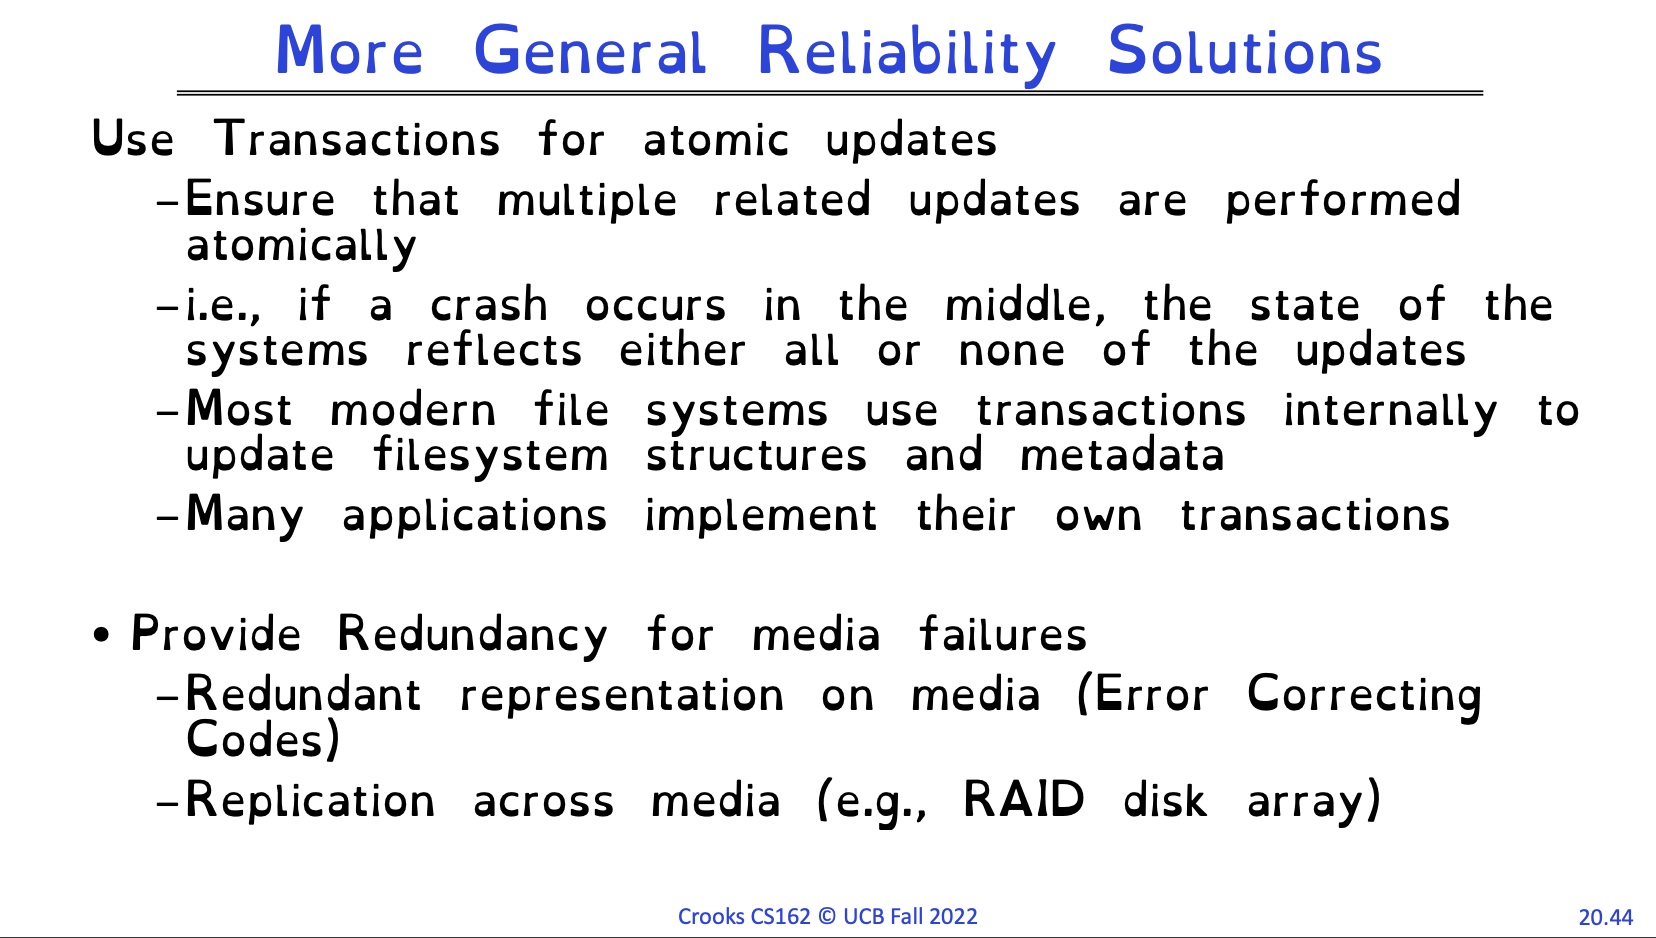 More General Reliability Solutions
Use Transactions for atomic updates
–Ensure that multiple related updates are performed
atomically
–i.e., if a crash occurs in the middle, the state of the
systems reflects either all or none of the updates
–Most modern file systems use transactions internally to
update filesystem structures and metadata
–Many applications implement their own transactions
• Provide Redundancy for media failures
–Redundant representation on media (Error Correcting
Codes)
–Replication across media (e.g., RAID disk array)
Crooks CS162 © UCB Fall 2022
20.44